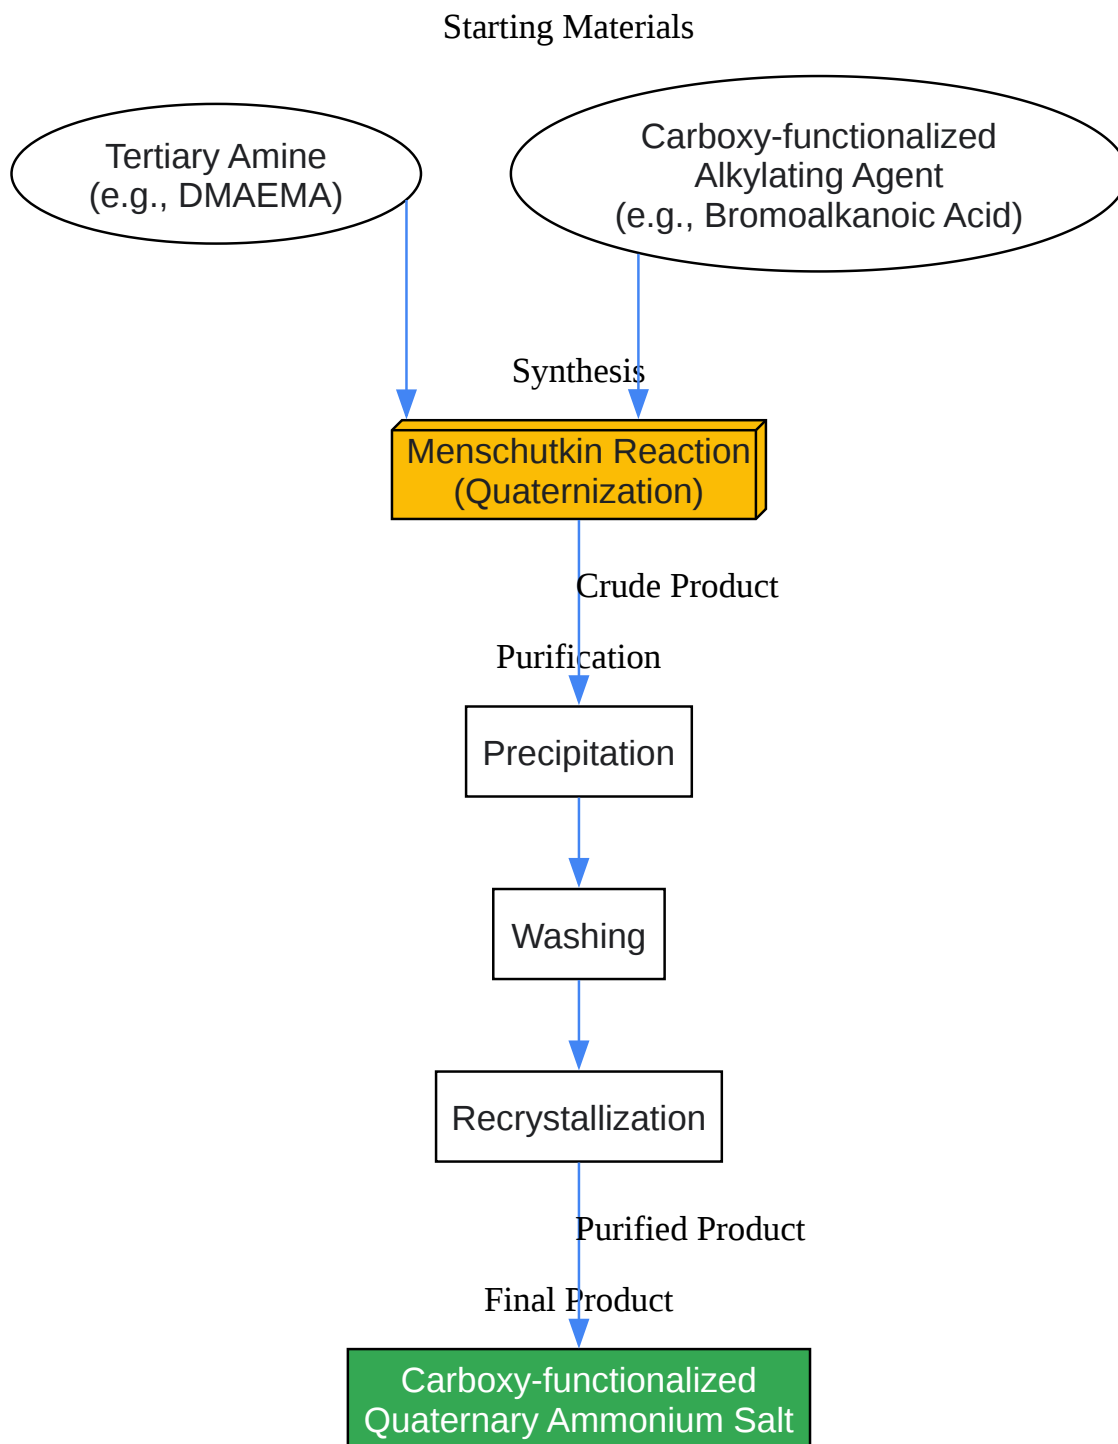 Starting Materials
Tertiary Amine
(e.g., DMAEMA)
Carboxy-functionalized
Alkylating Agent
(e.g., Bromoalkanoic Acid)
Synthesis
Menschutkin Reaction
(Quaternization)
Crude Product
Purification
Precipitation
Washing
Recrystallization
Purified Product
Final Product
Carboxy-functionalized
Quaternary Ammonium Salt